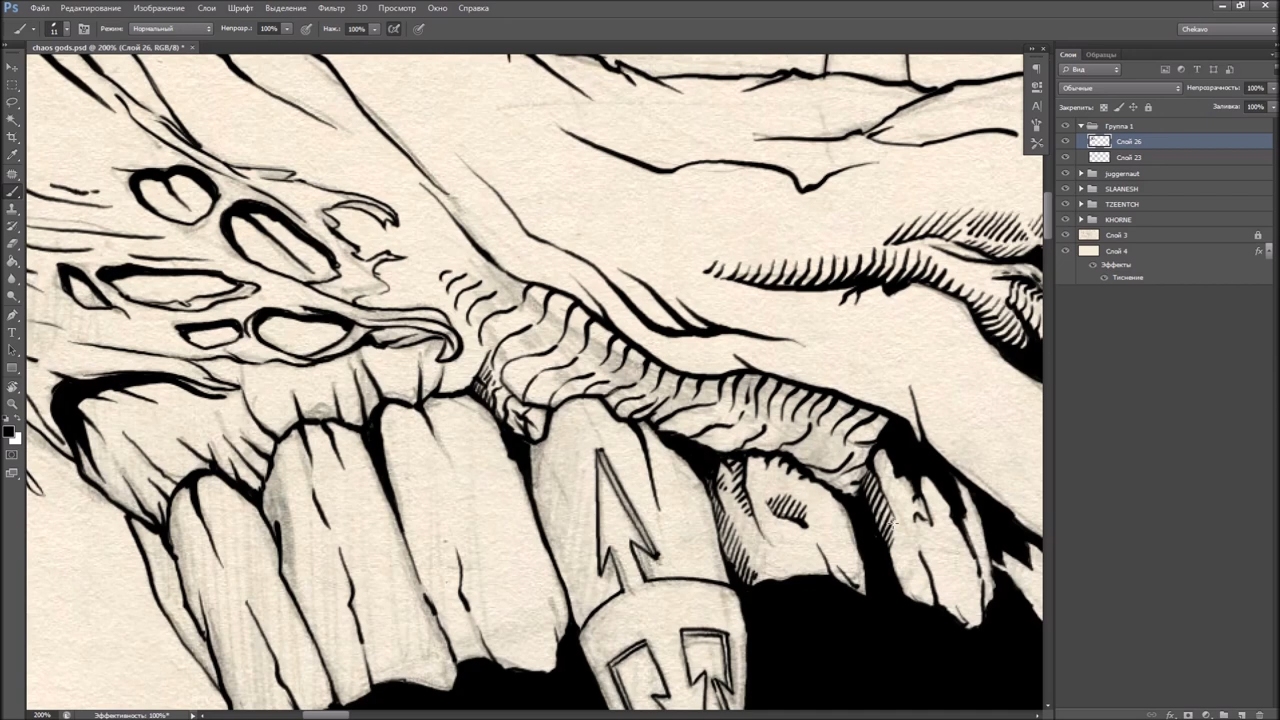 Ps Файл Редактирование Изображение Слои Шрифт Выделение Фильтр 3D Просмотр Окно Справка
11 Режим: Нормальный Непрозр.: 100% Наж.: 100% Chekavo
chaos gods.psd @ 200% (Слой 26, RGB/8) *
Слои Образцы
Вид
Обычные Непрозрачность: 100%
Закрепить: Заливка: 100%
Группа 1
Слой 26
Слой 23
juggernaut
SLAANESH
TZEENTCH
KHORNE
Слой 3
Слой 4 fx
Эффекты
Тиснение
200% Эффективность: 100%*